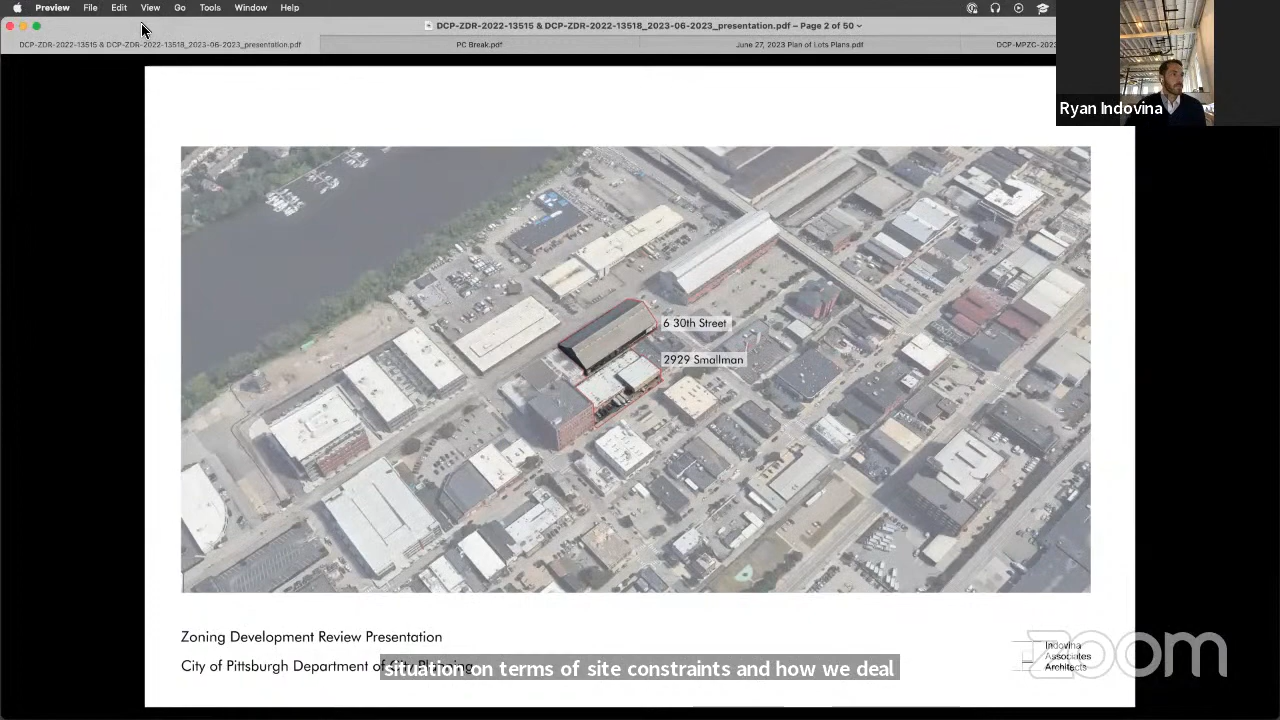 Preview File Edit View Go Tools Window Help
DCP-ZDR-2022-13515 & DCP-ZDR-2022-13518_2023-06-2023_presentation.pdf – Page 2 of 50
DCP-ZDR-2022-13515 & DCP-ZDR-2022-13518_2023-06-2023_presentation.pdf
PC Break.pdf
June 27, 2023 Plan of Lots Plans.pdf
DCP-MPZC-2023
Ryan Indovina
6 30th Street
2929 Smallman
Zoning Development Review Presentation
City of Pittsburgh Department of
situation on terms of site constraints and how we deal
Indovina
Associates
Architects
zoom